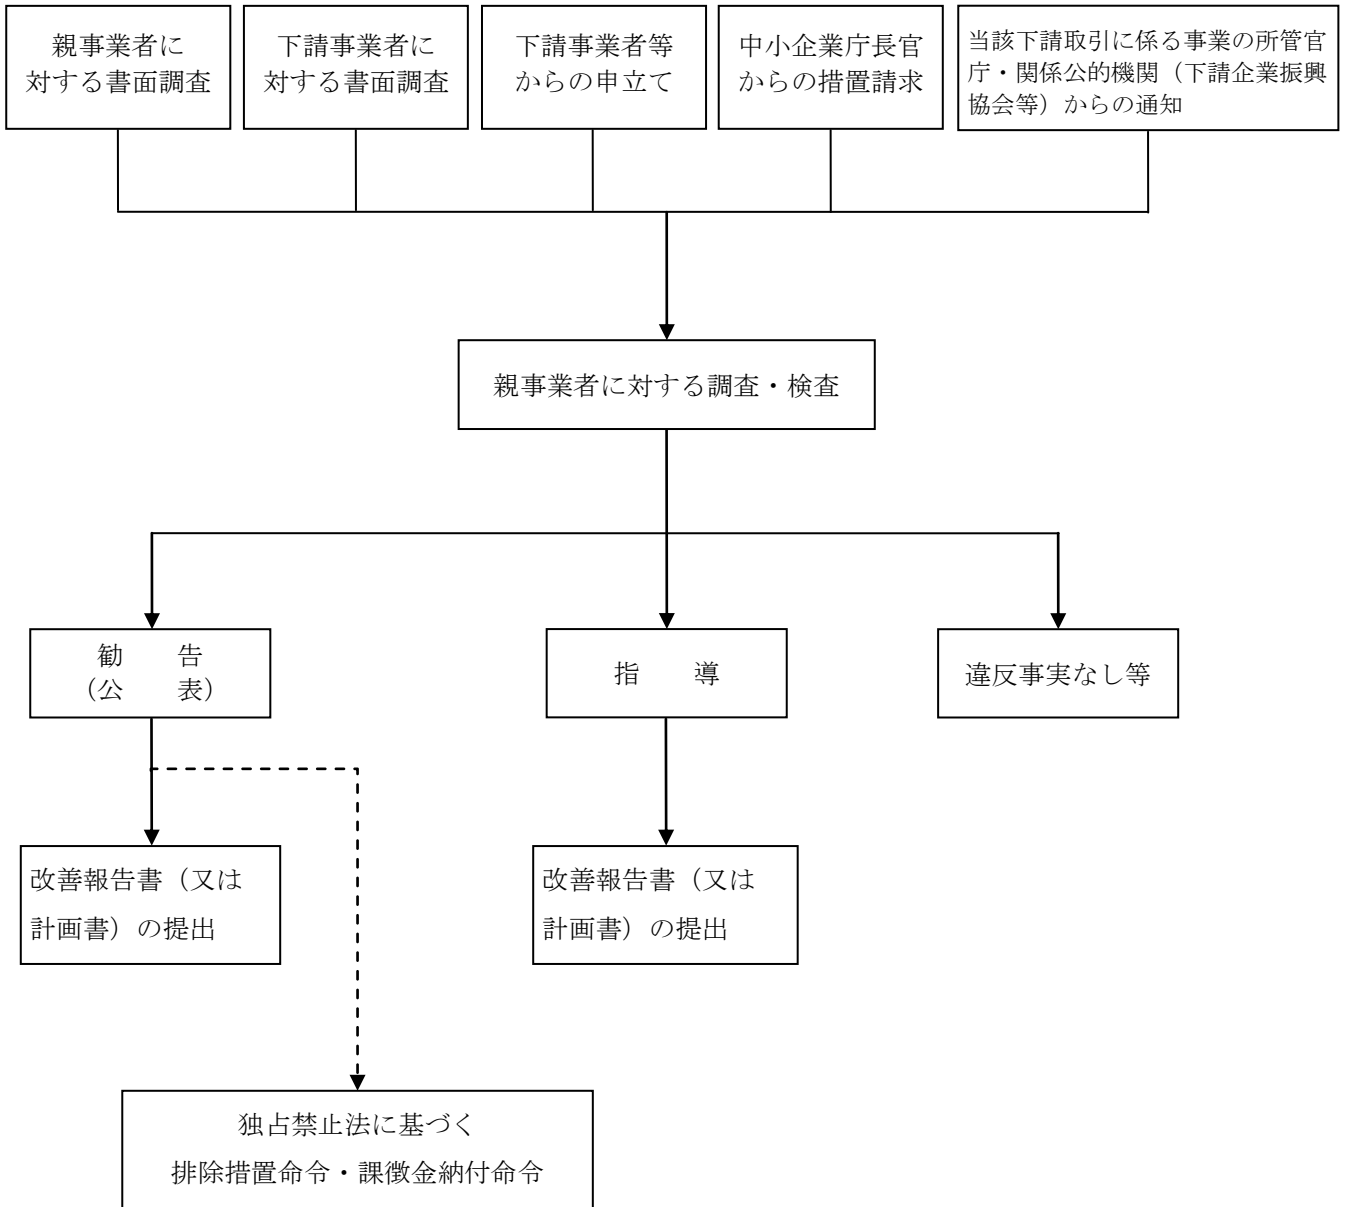 親事業者に
対する書面調査
下請事業者に
対する書面調査
下請事業者等
からの申立て
中小企業庁長官
からの措置請求
当該下請取引に係る事業の所管官
庁・関係公的機関（下請企業振興
協会等）からの通知
親事業者に対する調査・検査
勧　　告
（公　　表）
指　　導
違反事実なし等
改善報告書（又は
計画書）の提出
改善報告書（又は
計画書）の提出
独占禁止法に基づく
排除措置命令・課徴金納付命令